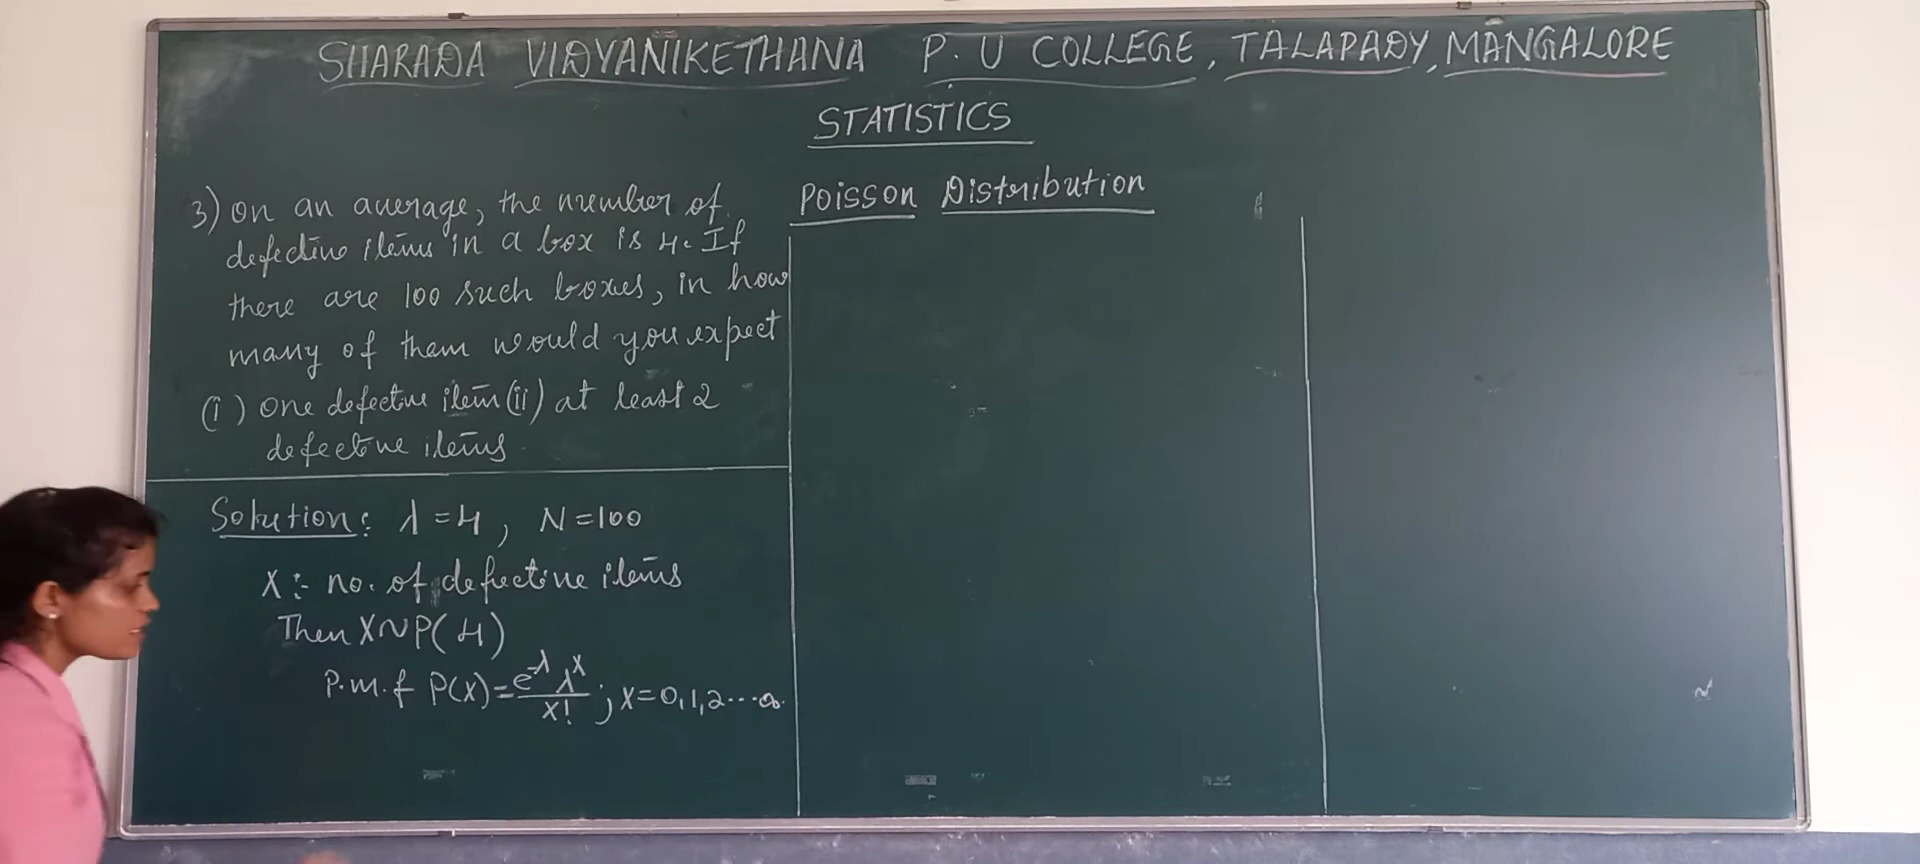 SHARADA VIDYANIKETHANA P.U COLLEGE, TALAPADY, MANGALORE
STATISTICS
Poisson Distribution
3) On an average, the number of
defective items in a box is 4. If
there are 100 such boxes, in how
many of them would you expect
(i) One defective item (ii) at least 2
defective items.
Solution: λ = 4, N = 100
X :- no. of defective items
Then X ~ P(4)
P.m.f P(x) = e^-λ λ^x / x! ; x = 0,1,2...∞.